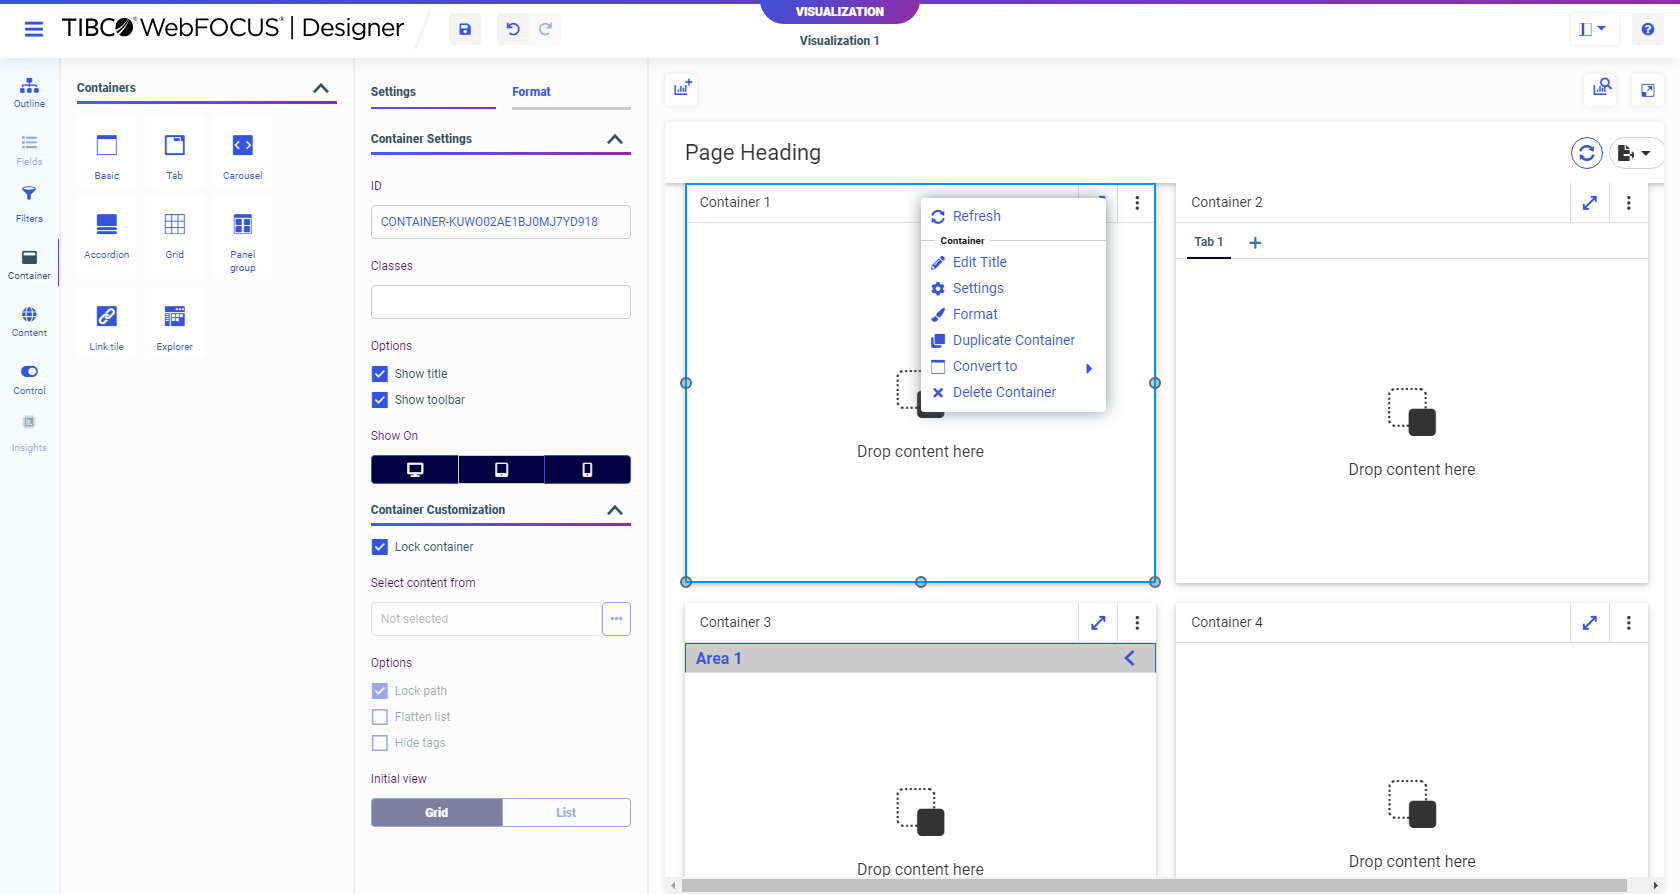 TIBCO® WebFOCUS® | Designer
VISUALIZATION
Visualization 1
Outline
Fields
Filters
Container
Content
Control
Insights
Containers
Basic
Tab
Carousel
Accordion
Grid
Panel
group
Link tile
Explorer
Settings
Format
Container Settings
ID
CONTAINER-KUWO02AE1BJ0MJ7YD918
Classes
Options
Show title
Show toolbar
Show On
Container Customization
Lock container
Select content from
Not selected
Options
Lock path
Flatten list
Hide tags
Initial view
Grid
List
Page Heading
Container 1
Refresh
Container
Edit Title
Settings
Format
Duplicate Container
Convert to
Delete Container
Drop content here
Container 2
Tab 1
Drop content here
Container 3
Area 1
Drop content here
Container 4
Drop content here